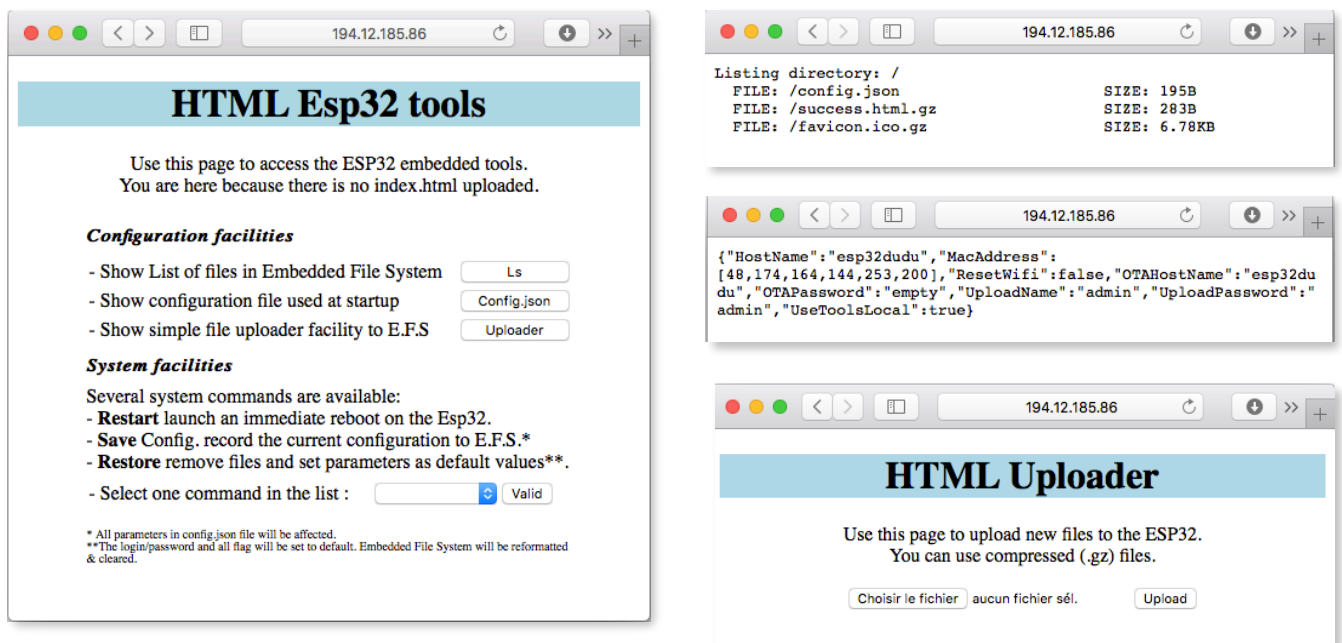 194.12.185.86
HTML Esp32 tools
Use this page to access the ESP32 embedded tools.
You are here because there is no index.html uploaded.
Configuration facilities
- Show List of files in Embedded File System Ls
- Show configuration file used at startup Config.json
- Show simple file uploader facility to E.F.S Uploader
System facilities
Several system commands are available:
- Restart launch an immediate reboot on the Esp32.
- Save Config. record the current configuration to E.F.S.*
- Restore remove files and set parameters as default values**.
- Select one command in the list : Valid
* All parameters in config.json file will be affected.
**The login/password and all flag will be set to default. Embedded File System will be reformatted
& cleared.
194.12.185.86
Listing directory: /
FILE: /config.json SIZE: 195B
FILE: /success.html.gz SIZE: 283B
FILE: /favicon.ico.gz SIZE: 6.78KB
194.12.185.86
{"HostName":"esp32dudu","MacAddress":
[48,174,164,144,253,200],"ResetWifi":false,"OTAHostName":"esp32du
du","OTAPassword":"empty","UploadName":"admin","UploadPassword":"
admin","UseToolsLocal":true}
194.12.185.86
HTML Uploader
Use this page to upload new files to the ESP32.
You can use compressed (.gz) files.
Choisir le fichier aucun fichier sél. Upload